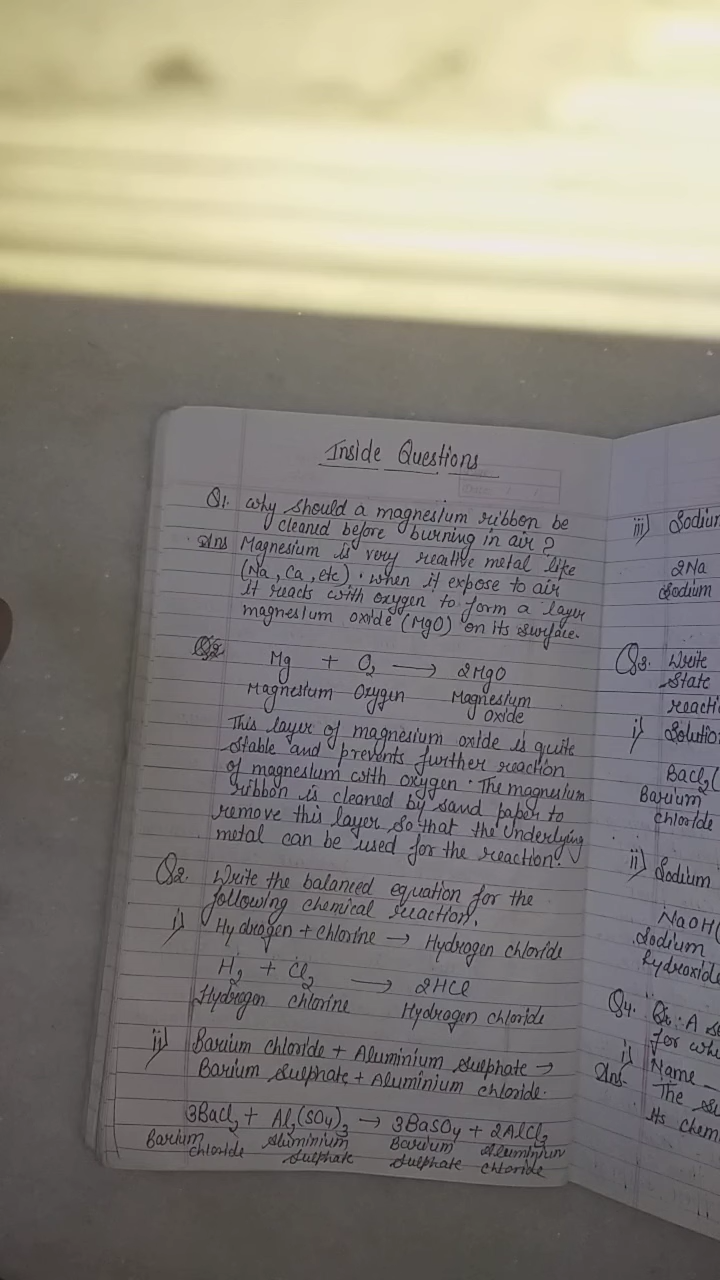 Inside Questions
Q1. why should a magnesium ribbon be
cleaned before burning in air?
Ans Magnesium is very reactive metal like
(Na, Ca, etc). when it expose to air
it reacts with oxygen to form a layer
magnesium oxide (MgO) on its surface.
Mg + O₂ → 2MgO
Magnesium Oxygen Magnesium
oxide
This layer of magnesium oxide is quite
stable and prevents further reaction
of magnesium with oxygen. The magnesium
ribbon is cleaned by sand paper to
remove this layer so that the underlying
metal can be used for the reaction.
Q2. Write the balanced equation for the
following chemical reaction.
i) Hydrogen + chlorine → Hydrogen chloride
H₂ + Cl₂ → 2HCl
Hydrogen chlorine Hydrogen chloride
ii) Barium chloride + Aluminium sulphate →
Barium sulphate + Aluminium chloride.
3BaCl₂ + Al₂(SO₄)₃ → 3BaSO₄ + 2AlCl₃
Barium Aluminium Barium Aluminium
chloride sulphate sulphate chloride
iii) Sodium
2Na
Sodium
Q3. Write
State
reacti
i) Solutio
BaCl₂(
Barium
chloride
ii) Sodium
NaOH(
Sodium
hydroxide
Q4. Q6: A s
for wh
i) Name –
Ans- The su
Its chem